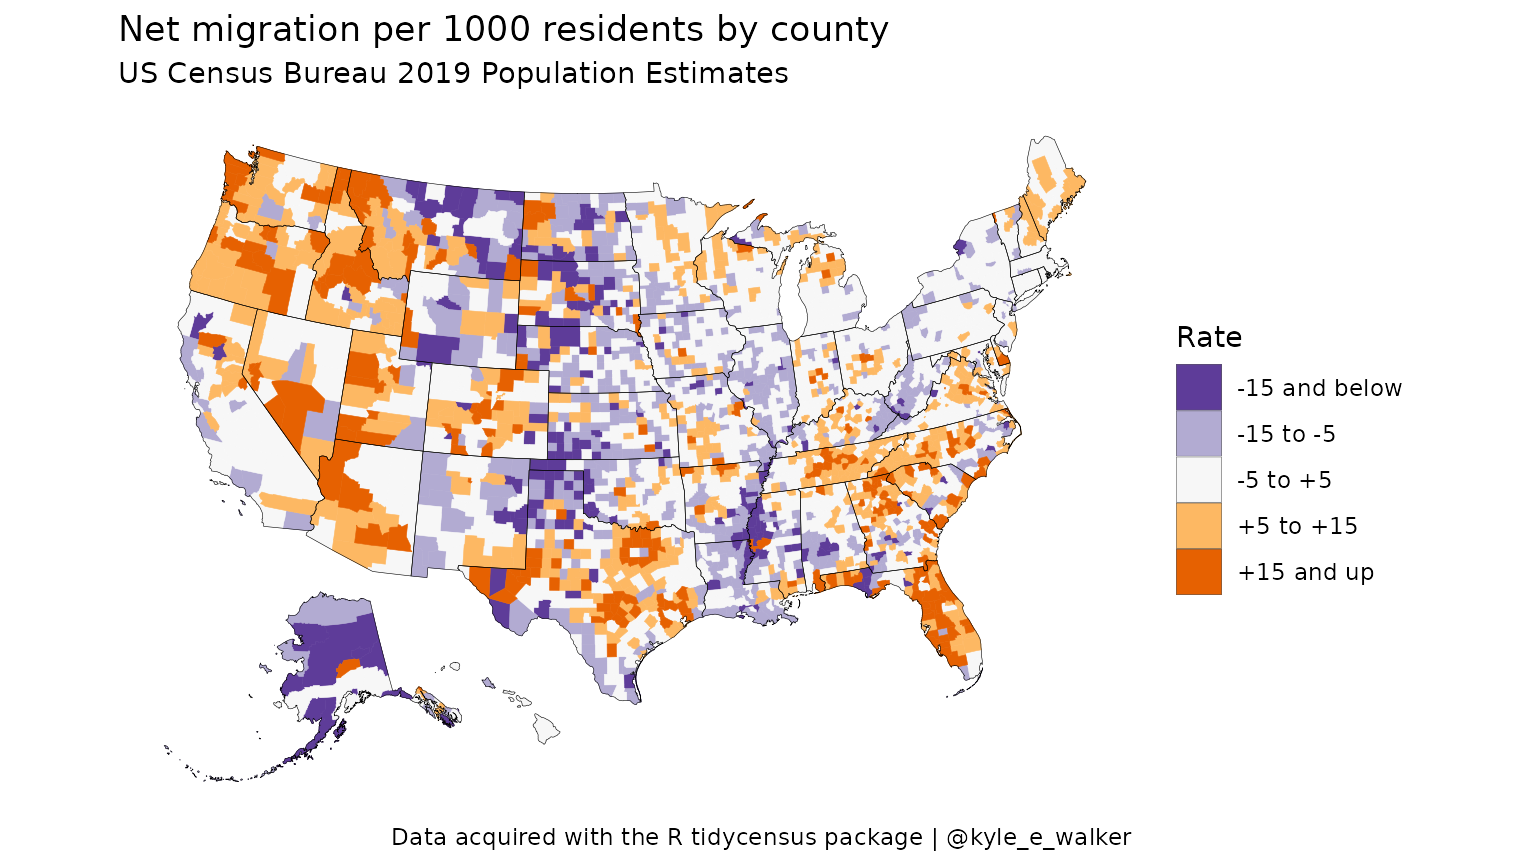 Net migration per 1000 residents by county
US Census Bureau 2019 Population Estimates
Rate
-15 and below
-15 to -5
-5 to +5
+5 to +15
+15 and up
Data acquired with the R tidycensus package | @kyle_e_walker